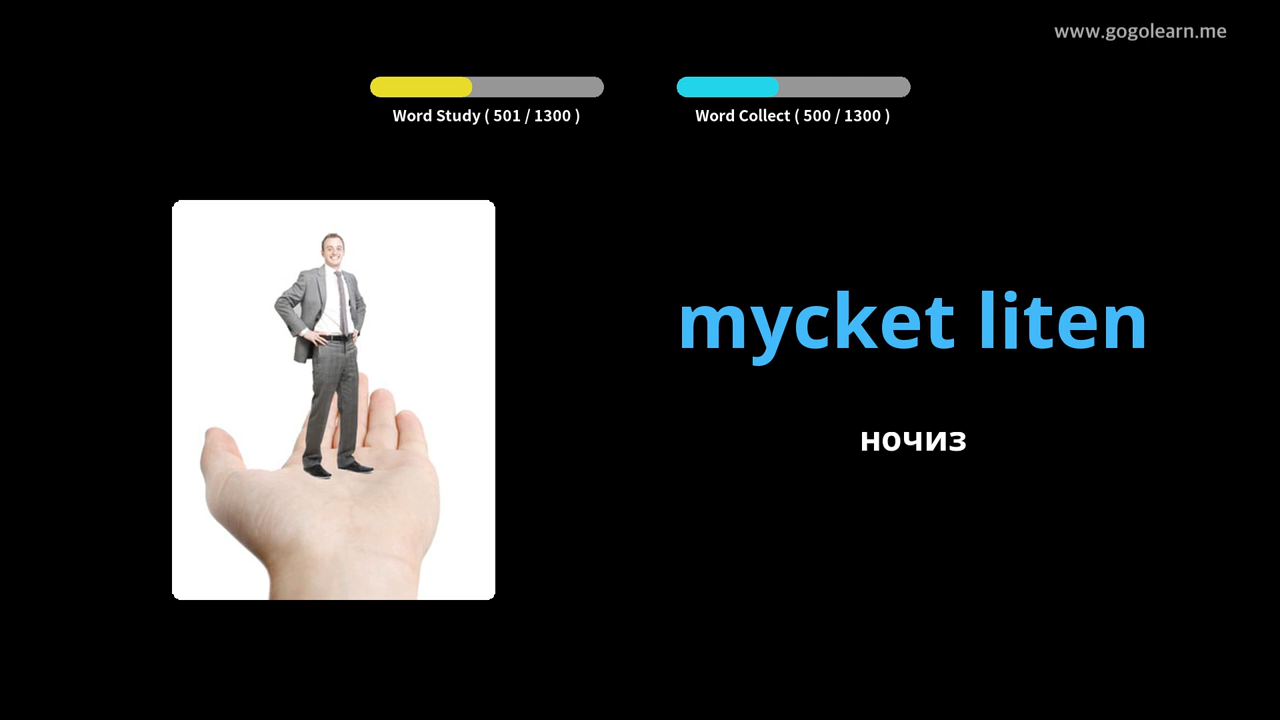 www.gogolearn.me
Word Study ( 501 / 1300 )
Word Collect ( 500 / 1300 )
mycket liten
ночиз